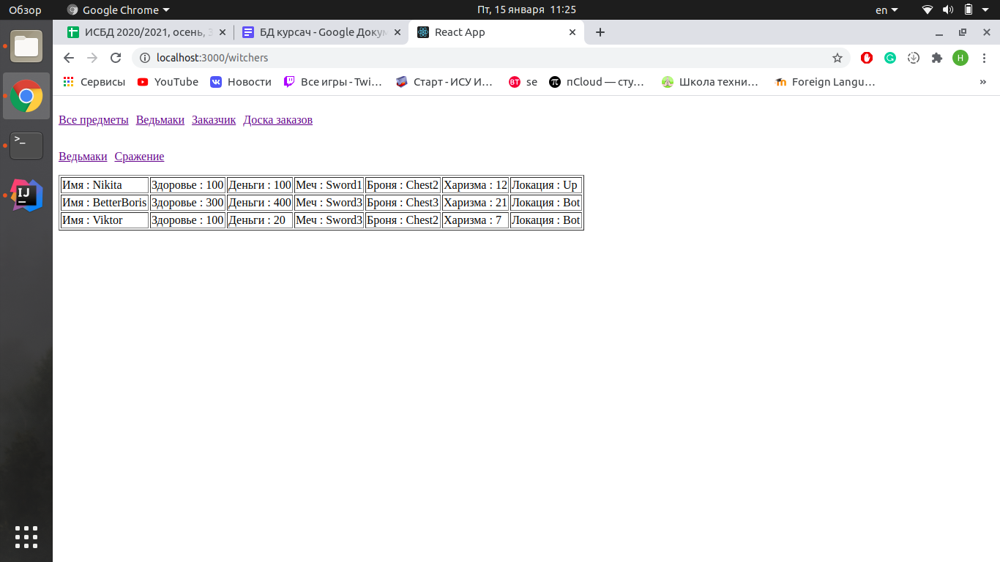 Обзор Google Chrome Пт, 15 января 11:25 en
ИСБД 2020/2021, осень, БД курсач - Google Докум React App
localhost:3000/witchers
Сервисы YouTube Новости Все игры - Twi… Старт - ИСУ И… se пCloud — сту… Школа техни… Foreign Langu… »
Все предметы Ведьмаки Заказчик Доска заказов
Ведьмаки Сражение
Имя : Nikita Здоровье : 100 Деньги : 100 Меч : Sword1 Броня : Chest2 Харизма : 12 Локация : Up
Имя : BetterBoris Здоровье : 300 Деньги : 400 Меч : Sword3 Броня : Chest3 Харизма : 21 Локация : Bot
Имя : Viktor Здоровье : 100 Деньги : 20 Меч : Sword3 Броня : Chest2 Харизма : 7 Локация : Bot